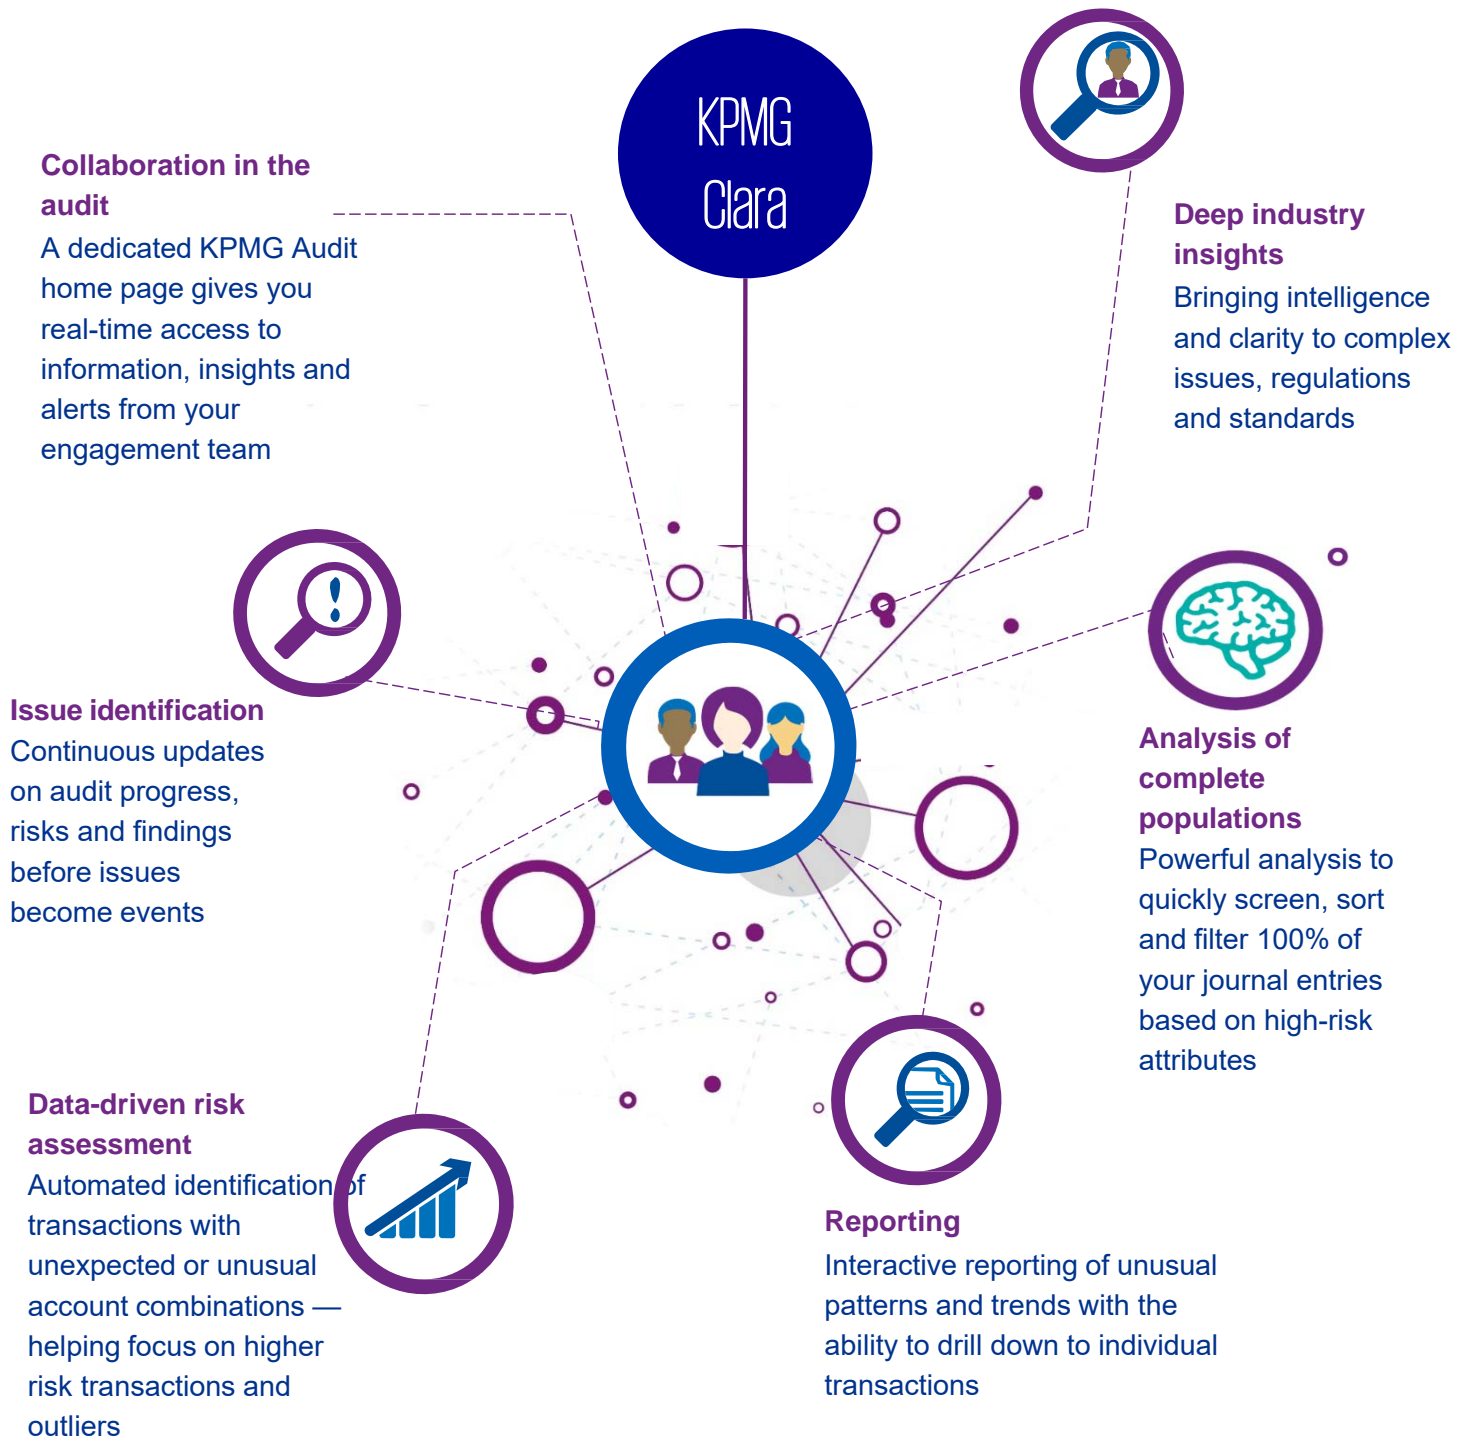 KPMG
Clara
Collaboration in the
audit
A dedicated KPMG Audit
home page gives you
real-time access to
information, insights and
alerts from your
engagement team
Deep industry
insights
Bringing intelligence
and clarity to complex
issues, regulations
and standards
Issue identification
Continuous updates
on audit progress,
risks and findings
before issues
become events
Analysis of
complete
populations
Powerful analysis to
quickly screen, sort
and filter 100% of
your journal entries
based on high-risk
attributes
Data-driven risk
assessment
Automated identification of
transactions with
unexpected or unusual
account combinations —
helping focus on higher
risk transactions and
outliers
Reporting
Interactive reporting of unusual
patterns and trends with the
ability to drill down to individual
transactions